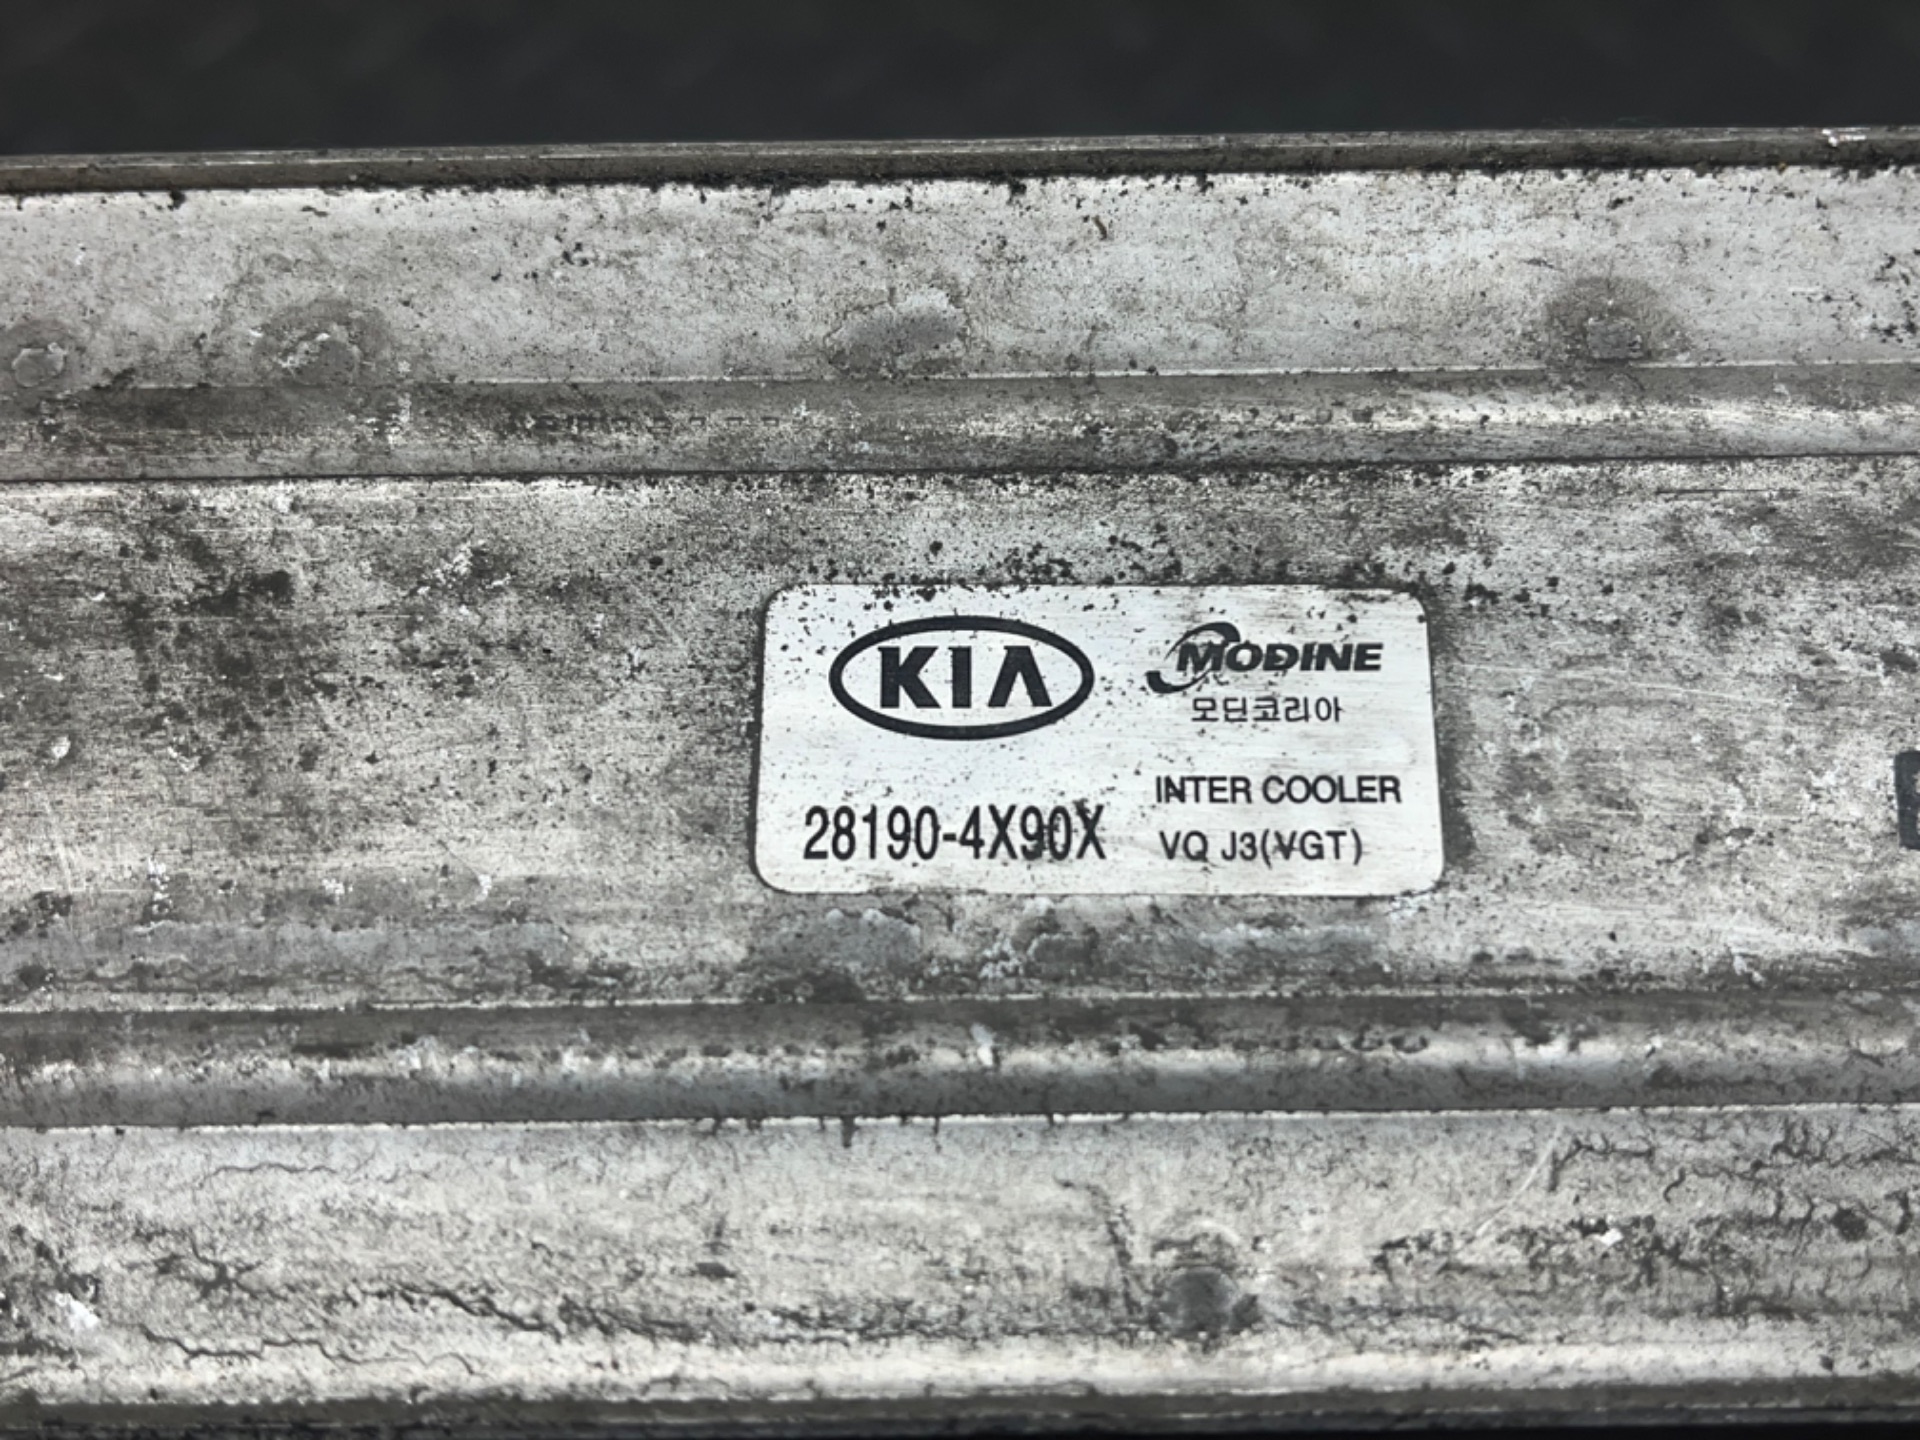 KIA
MODINE
모딘코리아
INTER COOLER
28190-4X90X
VQ J3(VGT)